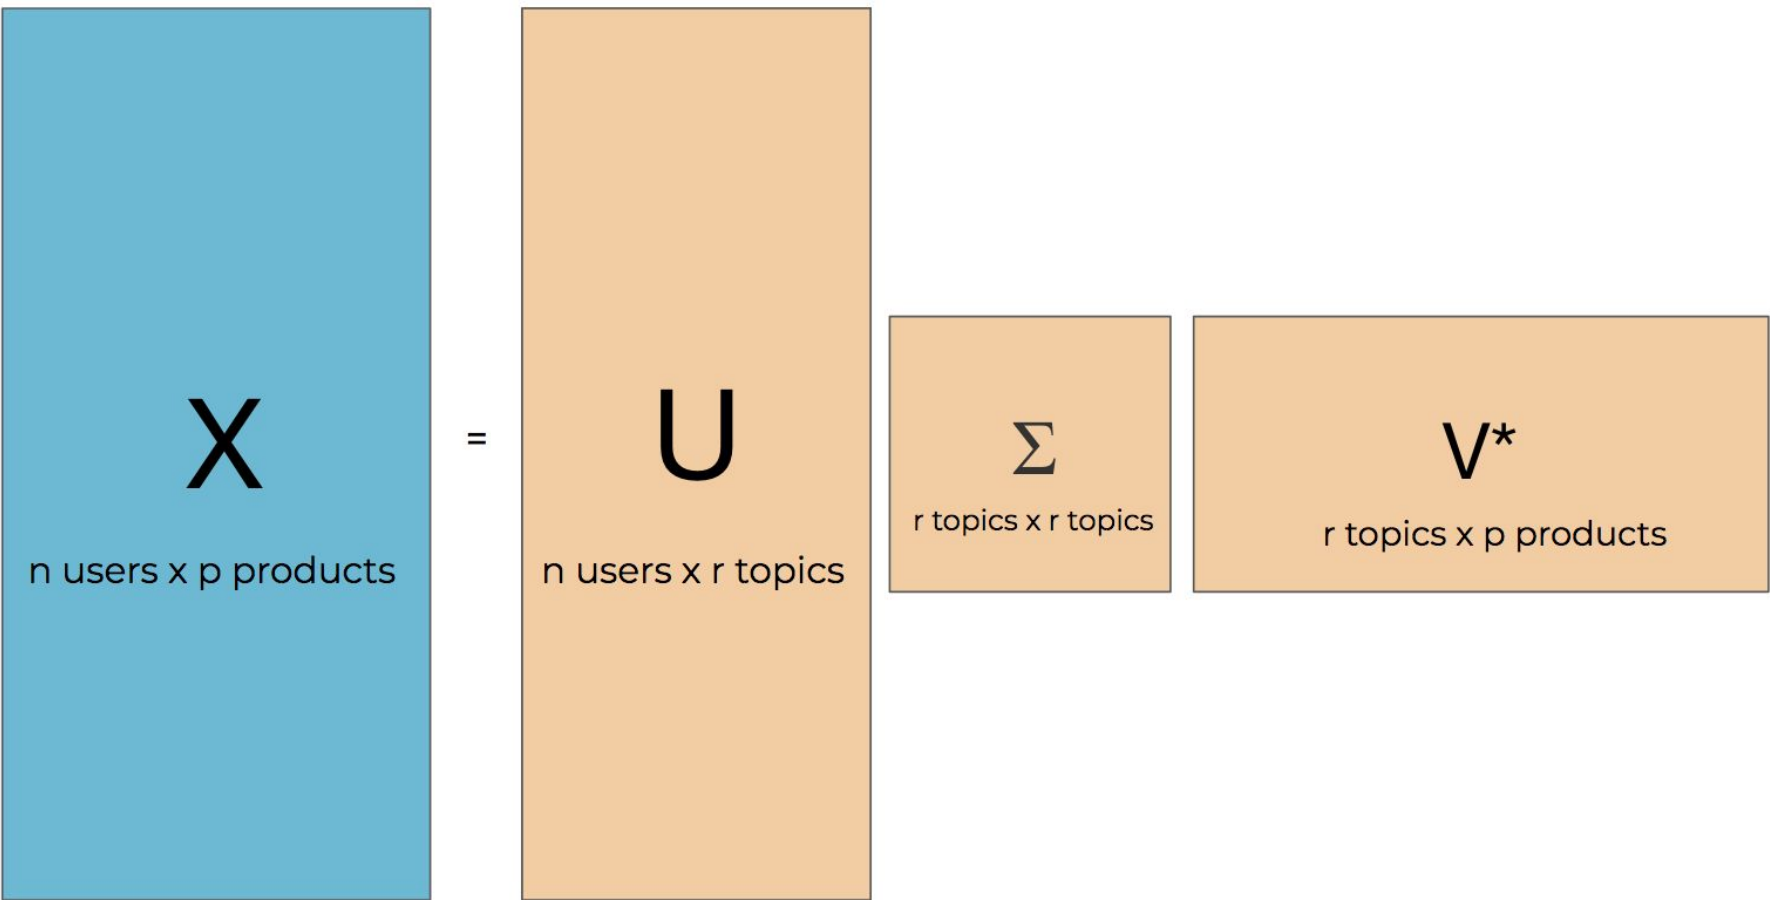 X
n users x p products
=
U
n users x r topics
Σ
r topics x r topics
V*
r topics x p products